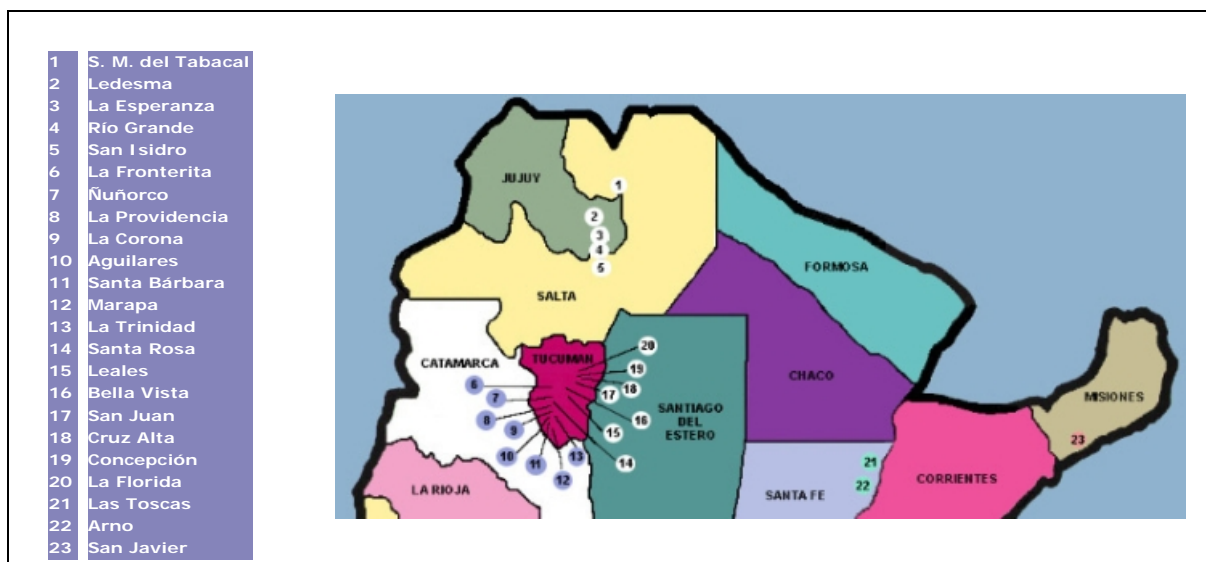 1 S. M. del Tabacal
2 Ledesma
3 La Esperanza
4 Río Grande
5 San Isidro
6 La Fronterita
7 Ñuñorco
8 La Providencia
9 La Corona
10 Aguilares
11 Santa Bárbara
12 Marapa
13 La Trinidad
14 Santa Rosa
15 Leales
16 Bella Vista
17 San Juan
18 Cruz Alta
19 Concepción
20 La Florida
21 Las Toscas
22 Arno
23 San Javier
JUJUY
1
2
3
4
5
FORMOSA
SALTA
TUCUMAN
20
CATAMARCA
19
CHACO
6
18
17
7
MISIONES
8
16
SANTIAGO
DEL
ESTERO
9
15
23
10
11
12
13
14
21
22
LA RIOJA
SANTA FE
CORRIENTES